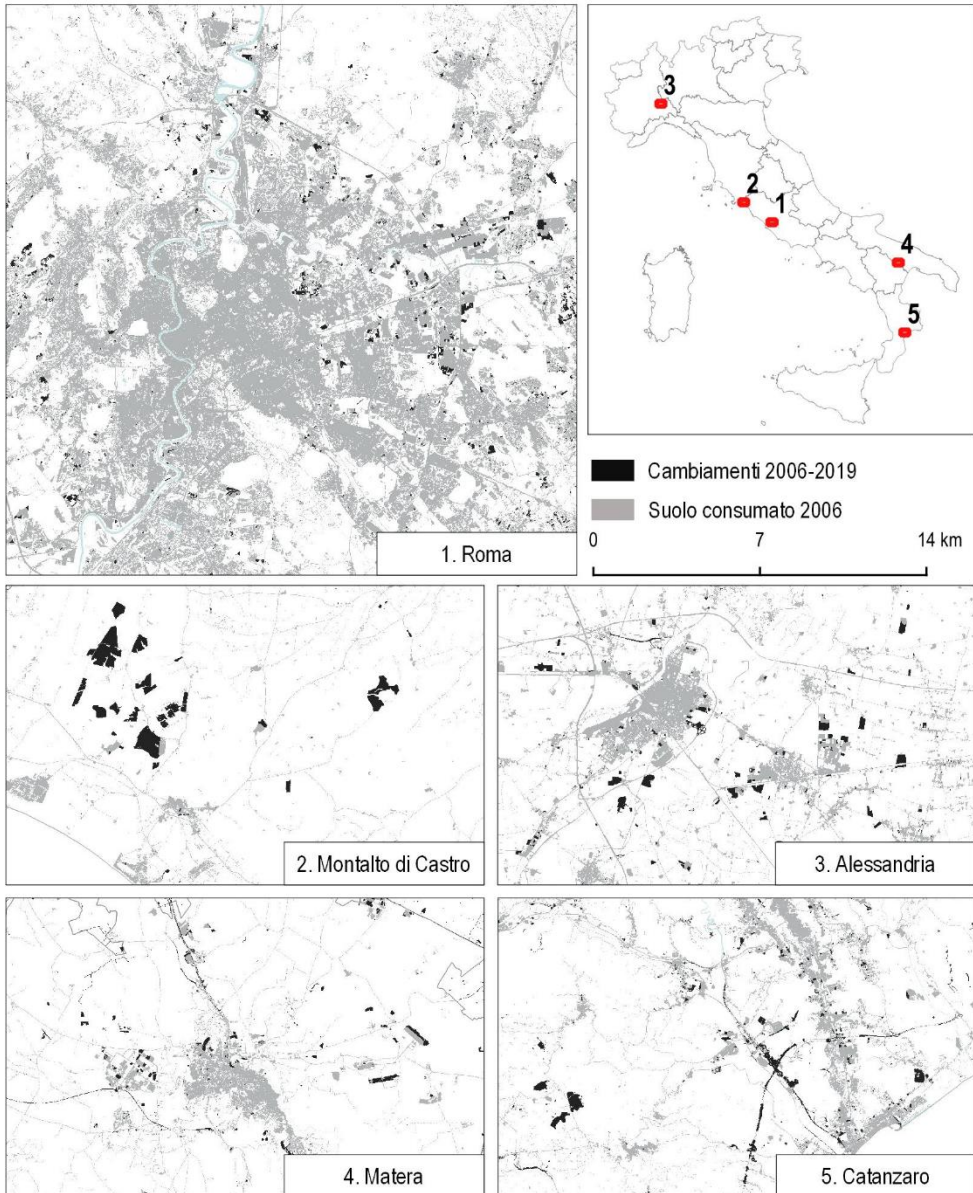 3
2
1
4
5
Cambiamenti 2006-2019
Suolo consumato 2006
0 7 14 km
1. Roma
2. Montalto di Castro
3. Alessandria
4. Matera
5. Catanzaro